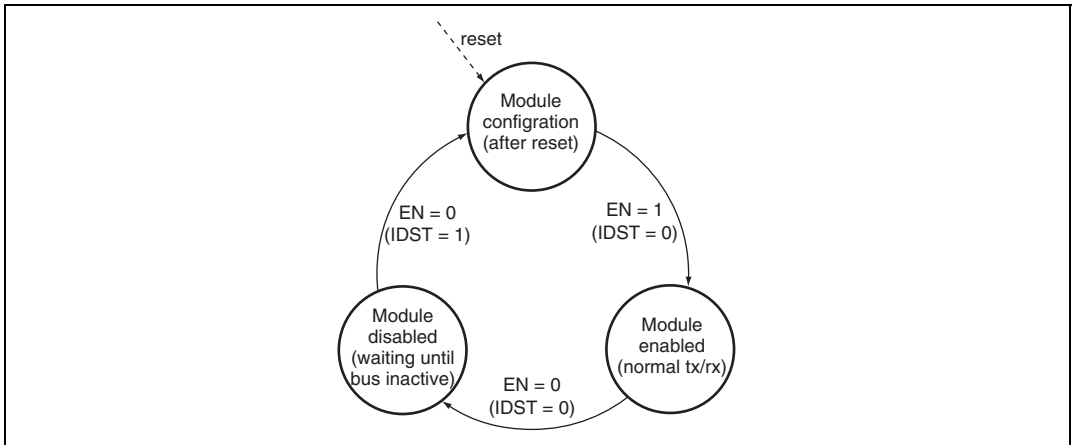 reset
Module
configration
(after reset)
EN = 0
(IDST = 1)
EN = 1
(IDST = 0)
Module
disabled
(waiting until
bus inactive)
Module
enabled
(normal tx/rx)
EN = 0
(IDST = 0)